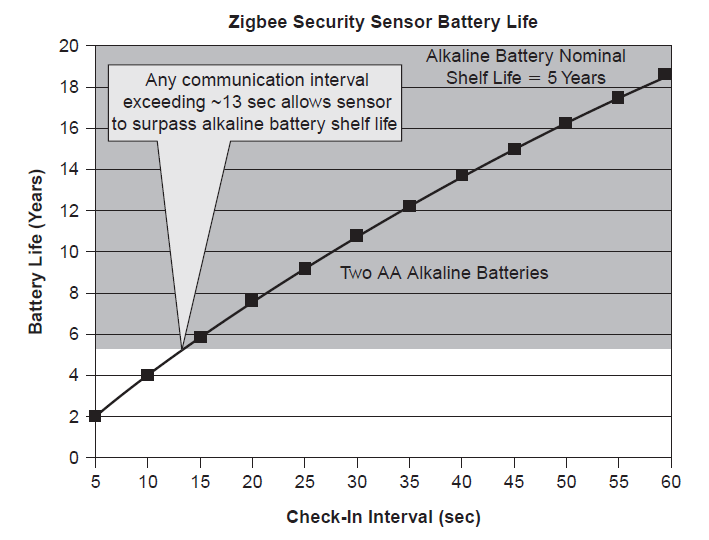 Zigbee Security Sensor Battery Life
20
18
16
14
12
10
8
6
4
2
0
Battery Life (Years)
Any communication interval
exceeding ~13 sec allows sensor
to surpass alkaline battery shelf life
Alkaline Battery Nominal
Shelf Life = 5 Years
Two AA Alkaline Batteries
5 10 15 20 25 30 35 40 45 50 55 60
Check-In Interval (sec)